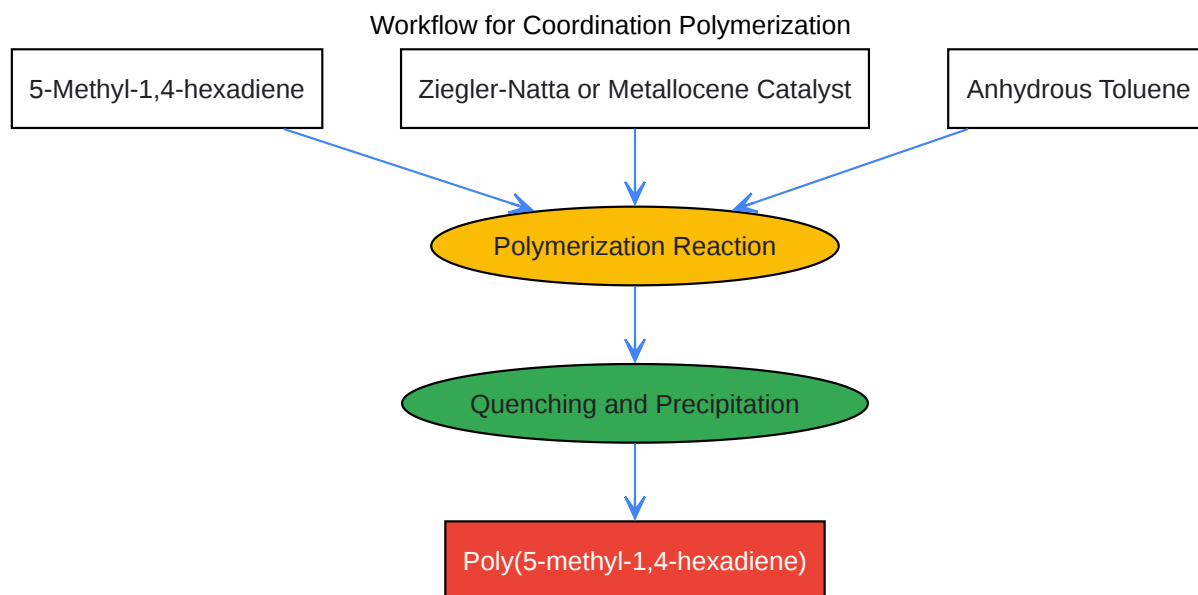 Workflow for Coordination Polymerization
5-Methyl-1,4-hexadiene
Ziegler-Natta or Metallocene Catalyst
Anhydrous Toluene
Polymerization Reaction
Quenching and Precipitation
Poly(5-methyl-1,4-hexadiene)